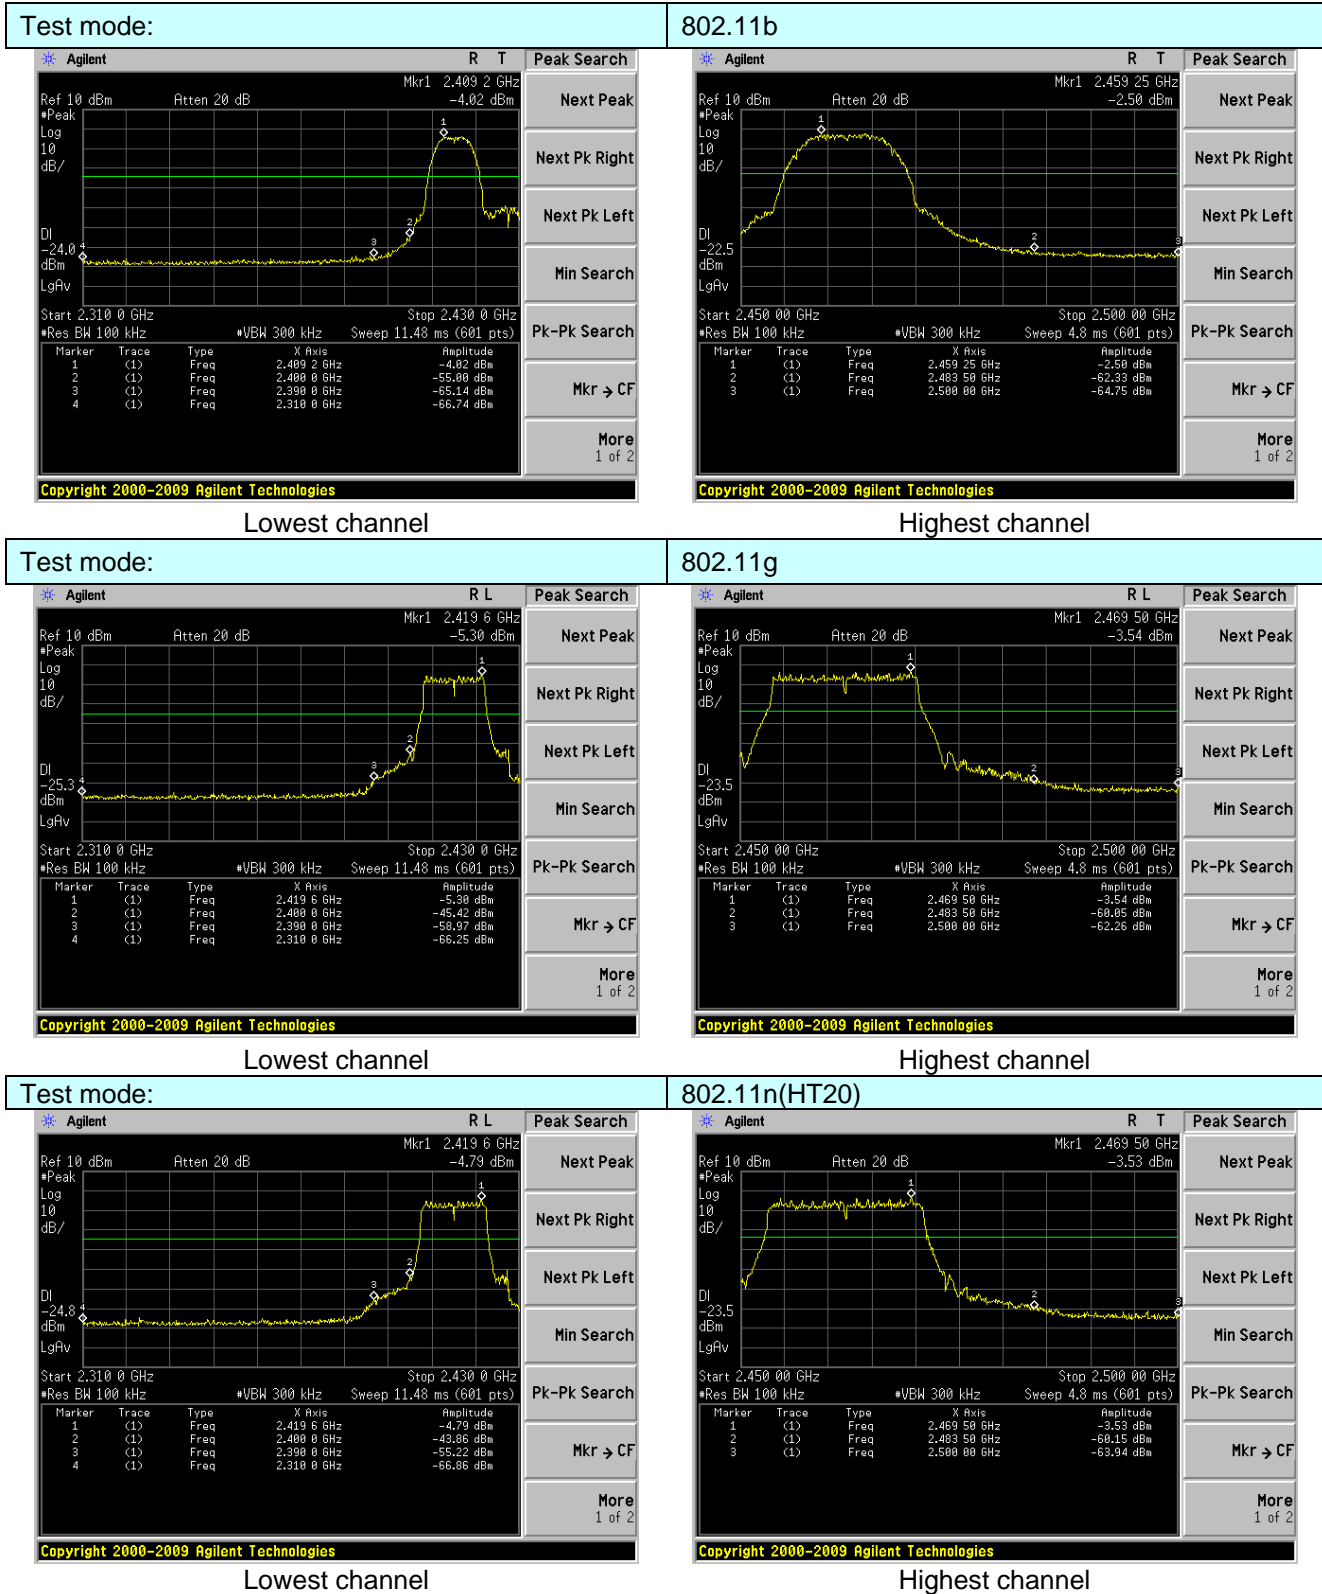 Test mode: 802.11b
Agilent R T Peak Search
Mkr1 2.409 2 GHz
Ref 10 dBm Atten 20 dB -4.02 dBm Next Peak
#Peak
1
Log
10
dB/
Next Pk Right
2
Next Pk Left
DI
-24.0
dBm
4
3
Min Search
LgAv
Start 2.310 0 GHz Stop 2.430 0 GHz
#Res BW 100 kHz #VBW 300 kHz Sweep 11.48 ms (601 pts) Pk-Pk Search
Marker Trace Type X Axis Amplitude
1 (1) Freq 2.409 2 GHz -4.02 dBm
2 (1) Freq 2.400 0 GHz -55.00 dBm
3 (1) Freq 2.390 0 GHz -65.14 dBm
4 (1) Freq 2.310 0 GHz -66.74 dBm
Mkr → CF
More
1 of 2
Copyright 2000-2009 Agilent Technologies
Lowest channel
Agilent R T Peak Search
Mkr1 2.459 25 GHz
Ref 10 dBm Atten 20 dB -2.50 dBm Next Peak
#Peak
1
Log
10
dB/
Next Pk Right
Next Pk Left
DI
-22.5
dBm
2
3
Min Search
LgAv
Start 2.450 00 GHz Stop 2.500 00 GHz
#Res BW 100 kHz #VBW 300 kHz Sweep 4.8 ms (601 pts) Pk-Pk Search
Marker Trace Type X Axis Amplitude
1 (1) Freq 2.459 25 GHz -2.50 dBm
2 (1) Freq 2.483 50 GHz -62.33 dBm
3 (1) Freq 2.500 00 GHz -64.75 dBm
Mkr → CF
More
1 of 2
Copyright 2000-2009 Agilent Technologies
Highest channel
Test mode: 802.11g
Agilent R L Peak Search
Mkr1 2.419 6 GHz
Ref 10 dBm Atten 20 dB -5.30 dBm Next Peak
#Peak
1
Log
10
dB/
Next Pk Right
2
Next Pk Left
DI
-25.3
dBm
4
3
Min Search
LgAv
Start 2.310 0 GHz Stop 2.430 0 GHz
#Res BW 100 kHz #VBW 300 kHz Sweep 11.48 ms (601 pts) Pk-Pk Search
Marker Trace Type X Axis Amplitude
1 (1) Freq 2.419 6 GHz -5.30 dBm
2 (1) Freq 2.400 0 GHz -45.42 dBm
3 (1) Freq 2.390 0 GHz -58.97 dBm
4 (1) Freq 2.310 0 GHz -66.25 dBm
Mkr → CF
More
1 of 2
Copyright 2000-2009 Agilent Technologies
Lowest channel
Agilent R L Peak Search
Mkr1 2.469 50 GHz
Ref 10 dBm Atten 20 dB -3.54 dBm Next Peak
#Peak
1
Log
10
dB/
Next Pk Right
Next Pk Left
DI
-23.5
dBm
2
3
Min Search
LgAv
Start 2.450 00 GHz Stop 2.500 00 GHz
#Res BW 100 kHz #VBW 300 kHz Sweep 4.8 ms (601 pts) Pk-Pk Search
Marker Trace Type X Axis Amplitude
1 (1) Freq 2.469 50 GHz -3.54 dBm
2 (1) Freq 2.483 50 GHz -60.05 dBm
3 (1) Freq 2.500 00 GHz -62.26 dBm
Mkr → CF
More
1 of 2
Copyright 2000-2009 Agilent Technologies
Highest channel
Test mode: 802.11n(HT20)
Agilent R L Peak Search
Mkr1 2.419 6 GHz
Ref 10 dBm Atten 20 dB -4.79 dBm Next Peak
#Peak
1
Log
10
dB/
Next Pk Right
2
Next Pk Left
DI
-24.8
dBm
4
3
Min Search
LgAv
Start 2.310 0 GHz Stop 2.430 0 GHz
#Res BW 100 kHz #VBW 300 kHz Sweep 11.48 ms (601 pts) Pk-Pk Search
Marker Trace Type X Axis Amplitude
1 (1) Freq 2.419 6 GHz -4.79 dBm
2 (1) Freq 2.400 0 GHz -43.86 dBm
3 (1) Freq 2.390 0 GHz -55.22 dBm
4 (1) Freq 2.310 0 GHz -66.86 dBm
Mkr → CF
More
1 of 2
Copyright 2000-2009 Agilent Technologies
Lowest channel
Agilent R T Peak Search
Mkr1 2.469 50 GHz
Ref 10 dBm Atten 20 dB -3.53 dBm Next Peak
#Peak
1
Log
10
dB/
Next Pk Right
Next Pk Left
DI
-23.5
dBm
2
3
Min Search
LgAv
Start 2.450 00 GHz Stop 2.500 00 GHz
#Res BW 100 kHz #VBW 300 kHz Sweep 4.8 ms (601 pts) Pk-Pk Search
Marker Trace Type X Axis Amplitude
1 (1) Freq 2.469 50 GHz -3.53 dBm
2 (1) Freq 2.483 50 GHz -60.15 dBm
3 (1) Freq 2.500 00 GHz -63.94 dBm
Mkr → CF
More
1 of 2
Copyright 2000-2009 Agilent Technologies
Highest channel